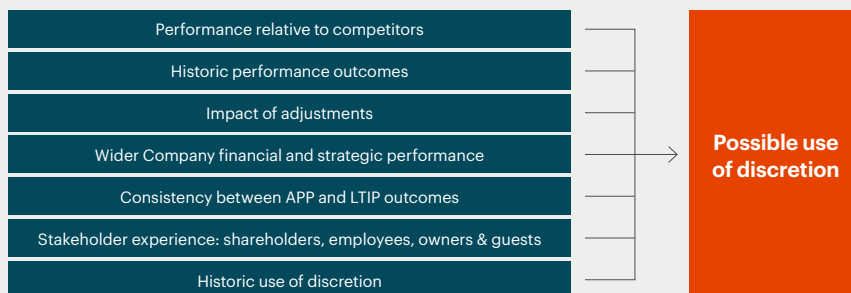 Performance relative to competitors
Historic performance outcomes
Impact of adjustments
Wider Company financial and strategic performance
Consistency between APP and LTIP outcomes
Stakeholder experience: shareholders, employees, owners & guests
Historic use of discretion
Possible use
of discretion